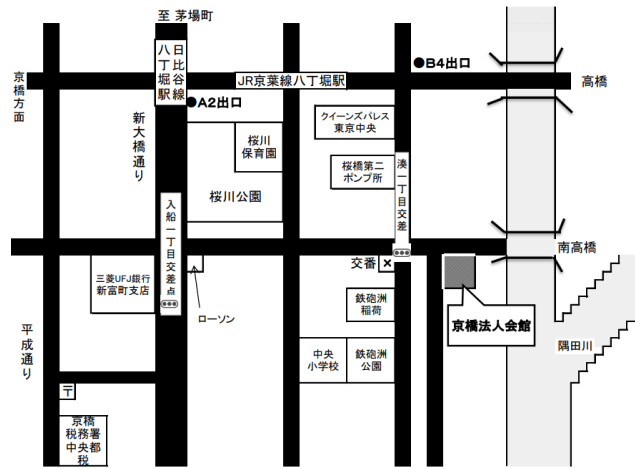 至 茅場町
日比谷線
八丁堀駅
●B4出口
京橋方面
JR京葉線八丁堀駅
高橋
●A2出口
新大橋通り
クイーンズパレス
東京中央
桜川
保育園
桜橋第二
ポンプ所
湊一丁目交差
桜川公園
入船一丁目交差点
南高橋
交番
×
三菱UFJ銀行
新富町支店
ローソン
鉄砲洲
稲荷
京橋法人会館
平成通り
隅田川
中央
小学校
鉄砲洲
公園
〒
京橋
税務署
中央都
税